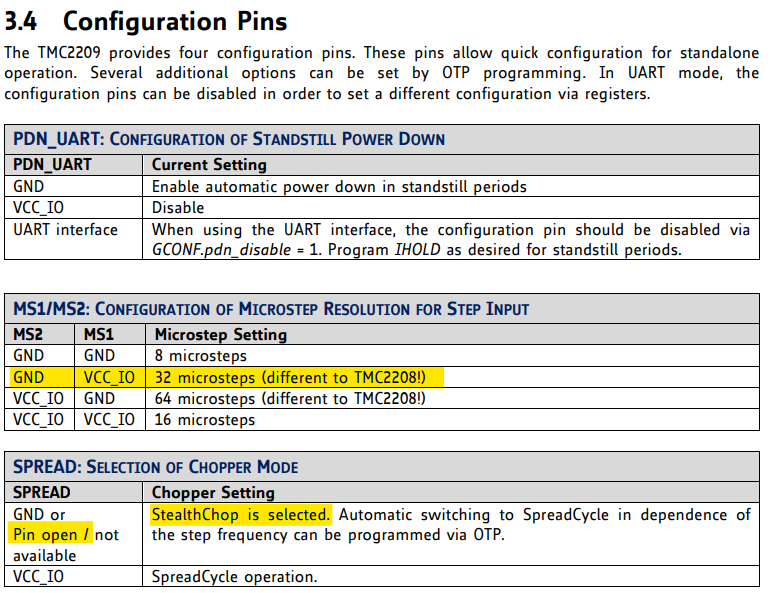 3.4 Configuration Pins
The TMC2209 provides four configuration pins. These pins allow quick configuration for standalone
operation. Several additional options can be set by OTP programming. In UART mode, the
configuration pins can be disabled in order to set a different configuration via registers.
PDN_UART: CONFIGURATION OF STANDSTILL POWER DOWN
PDN_UART Current Setting
GND Enable automatic power down in standstill periods
VCC_IO Disable
UART interface When using the UART interface, the configuration pin should be disabled via
GCONF.pdn_disable = 1. Program IHOLD as desired for standstill periods.
MS1/MS2: CONFIGURATION OF MICROSTEP RESOLUTION FOR STEP INPUT
MS2 MS1 Microstep Setting
GND GND 8 microsteps
GND VCC_IO 32 microsteps (different to TMC2208!)
VCC_IO GND 64 microsteps (different to TMC2208!)
VCC_IO VCC_IO 16 microsteps
SPREAD: SELECTION OF CHOPPER MODE
SPREAD Chopper Setting
GND or StealthChop is selected. Automatic switching to SpreadCycle in dependence of
Pin open / not the step frequency can be programmed via OTP.
available
VCC_IO SpreadCycle operation.